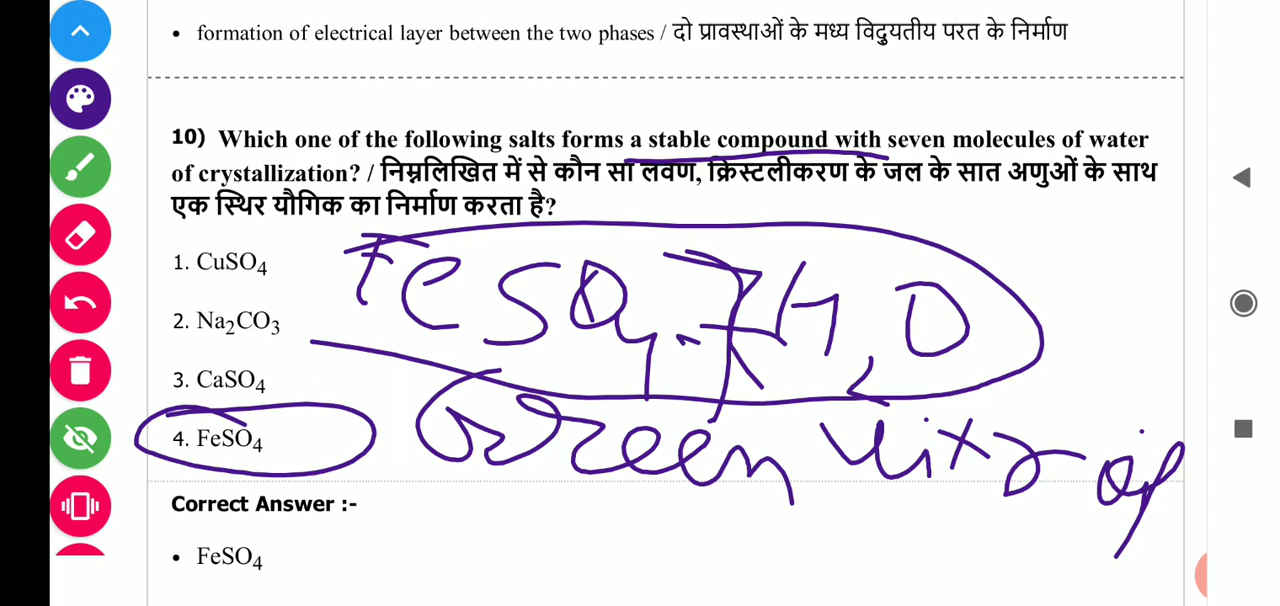 • formation of electrical layer between the two phases / दो प्रावस्थाओं के मध्य विद्युतीय परत के निर्माण
10) Which one of the following salts forms a stable compound with seven molecules of water
of crystallization? / निम्नलिखित में से कौन सा लवण, क्रिस्टलीकरण के जल के सात अणुओं के साथ
एक स्थिर यौगिक का निर्माण करता है?
1. CuSO4
FeSO4.7H2O
2. Na2CO3
3. CaSO4
4. FeSO4
Green
Correct Answer :-
• FeSO4